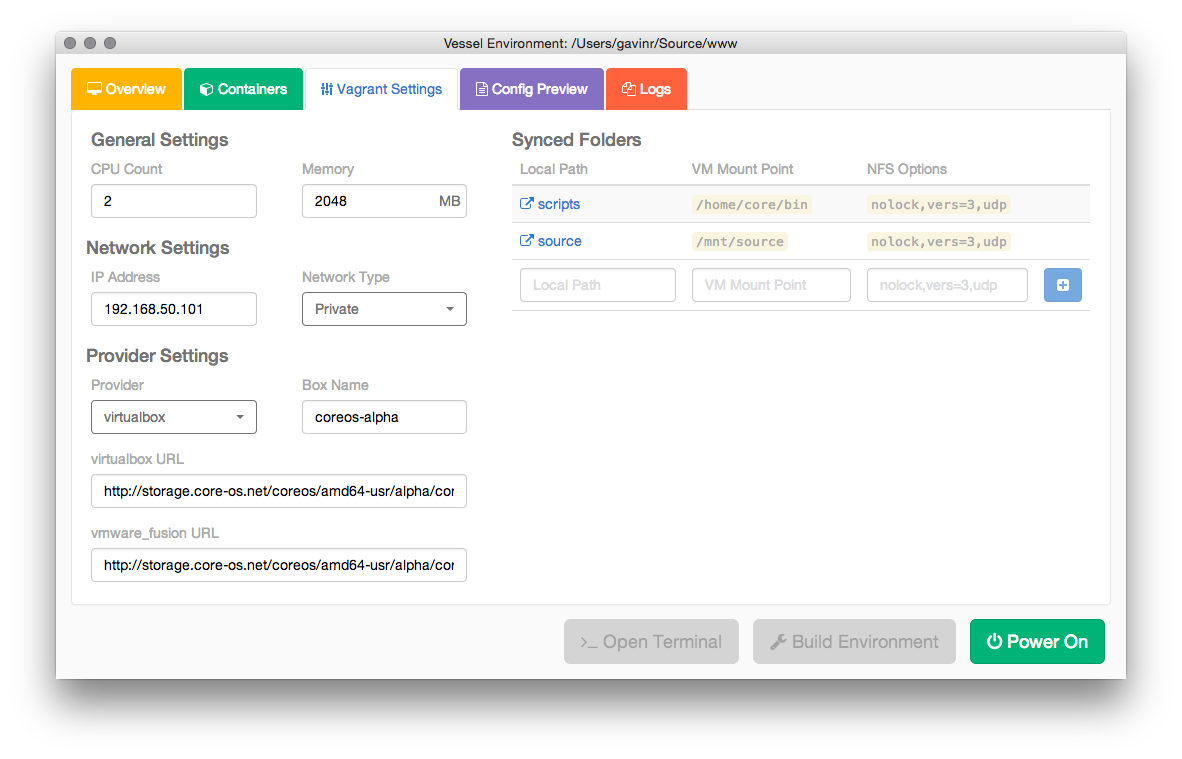 Vessel Environment: /Users/gavinr/Source/www
Overview Containers Vagrant Settings Config Preview Logs
General Settings
CPU Count Memory
2 2048 MB
Network Settings
IP Address Network Type
192.168.50.101 Private
Provider Settings
Provider Box Name
virtualbox coreos-alpha
virtualbox URL
http://storage.core-os.net/coreos/amd64-usr/alpha/cor
vmware_fusion URL
http://storage.core-os.net/coreos/amd64-usr/alpha/cor
Synced Folders
Local Path VM Mount Point NFS Options
scripts /home/core/bin nolock,vers=3,udp
source /mnt/source nolock,vers=3,udp
Local Path VM Mount Point nolock,vers=3,udp
Open Terminal Build Environment Power On